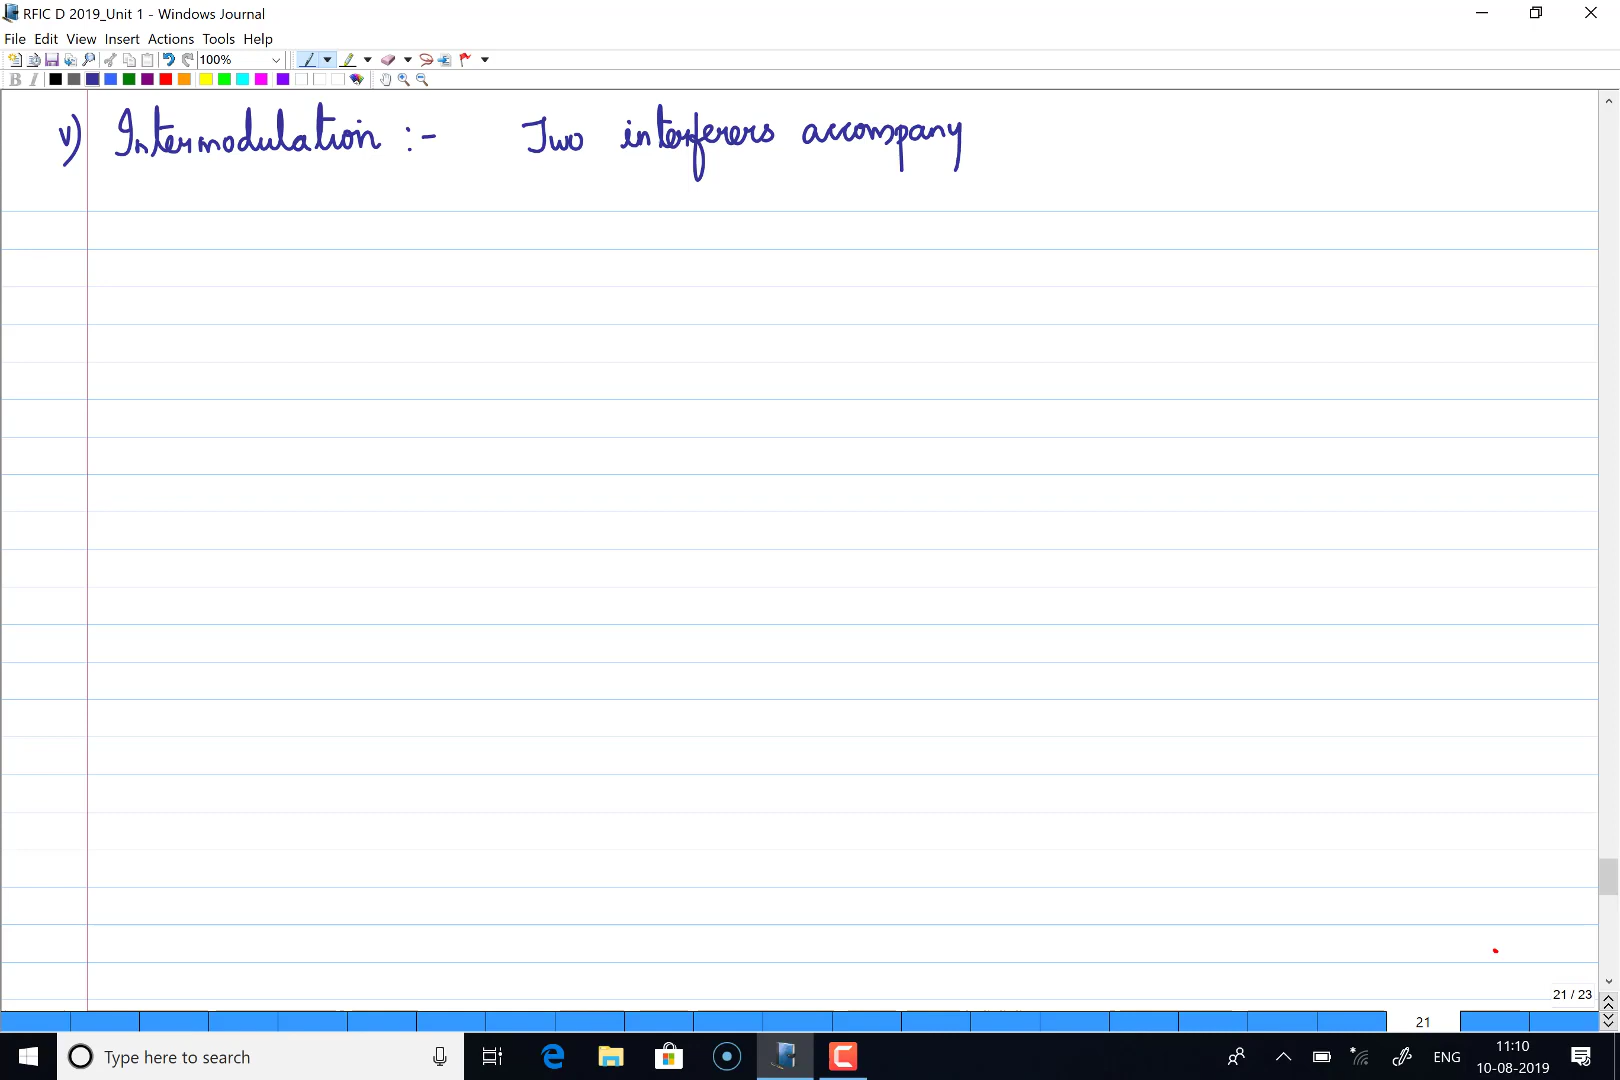 RFIC D 2019_Unit 1 - Windows Journal
File Edit View Insert Actions Tools Help
100%
B I
v) Intermodulation :- Two interferers accompany
21 / 23
21
Type here to search
ENG
11:10
10-08-2019